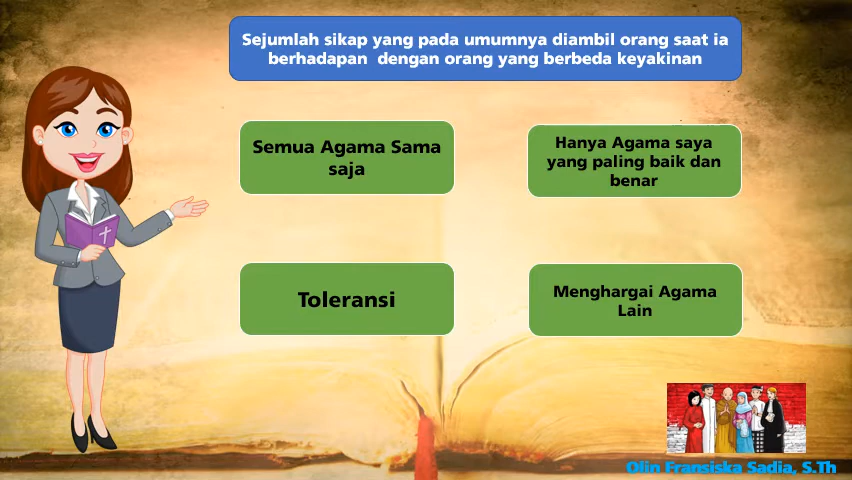 Sejumlah sikap yang pada umumnya diambil orang saat ia
berhadapan dengan orang yang berbeda keyakinan
Semua Agama Sama
saja
Hanya Agama saya
yang paling baik dan
benar
Toleransi
Menghargai Agama
Lain
Olin Fransiska Sadia, S.Th